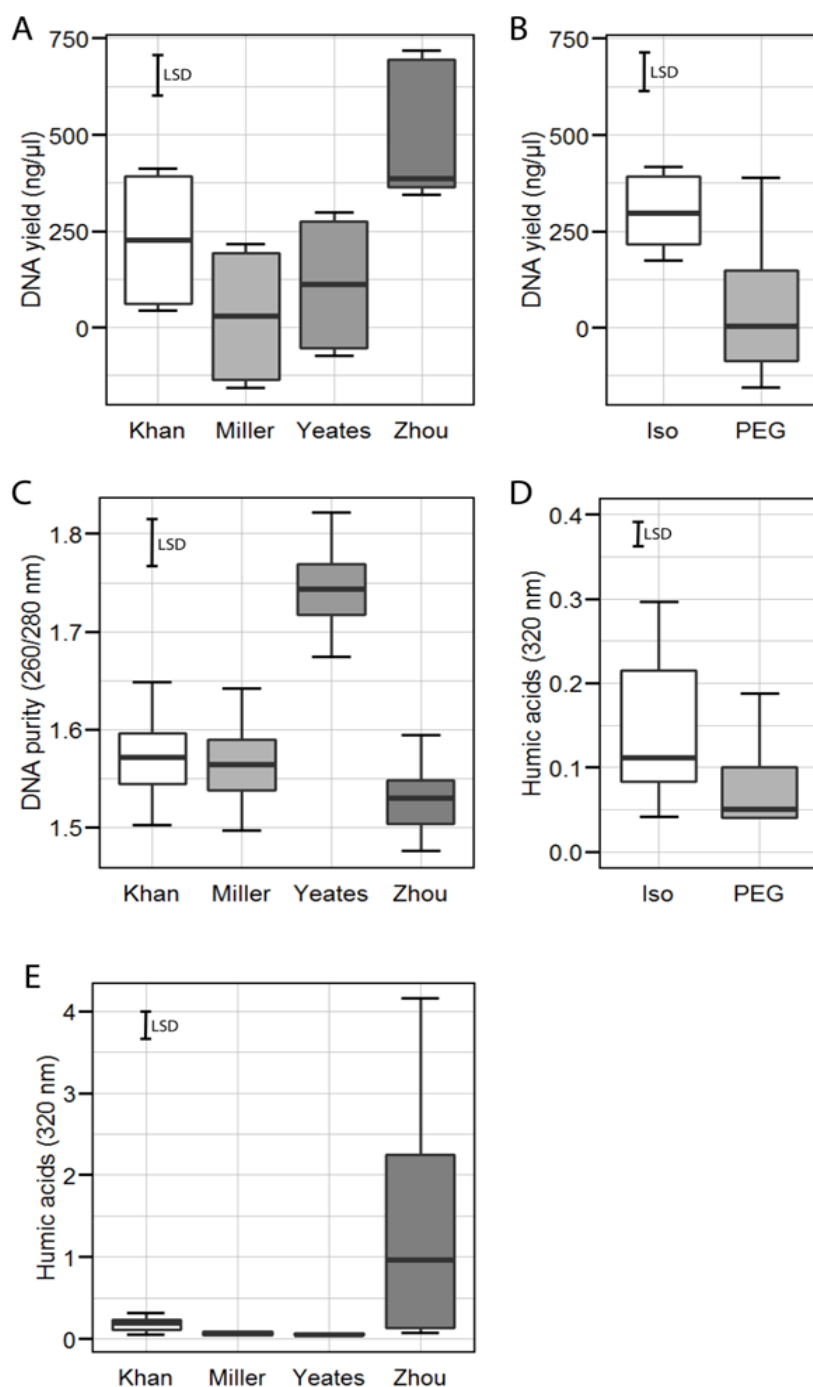 A
DNA yield (ng/µl)
750
500
250
0
LSD
Khan Miller Yeates Zhou
B
DNA yield (ng/µl)
750
500
250
0
LSD
Iso PEG
C
DNA purity (260/280 nm)
1.8
1.7
1.6
1.5
LSD
Khan Miller Yeates Zhou
D
Humic acids (320 nm)
0.4
0.3
0.2
0.1
0.0
LSD
Iso PEG
E
Humic acids (320 nm)
4
3
2
1
0
LSD
Khan Miller Yeates Zhou